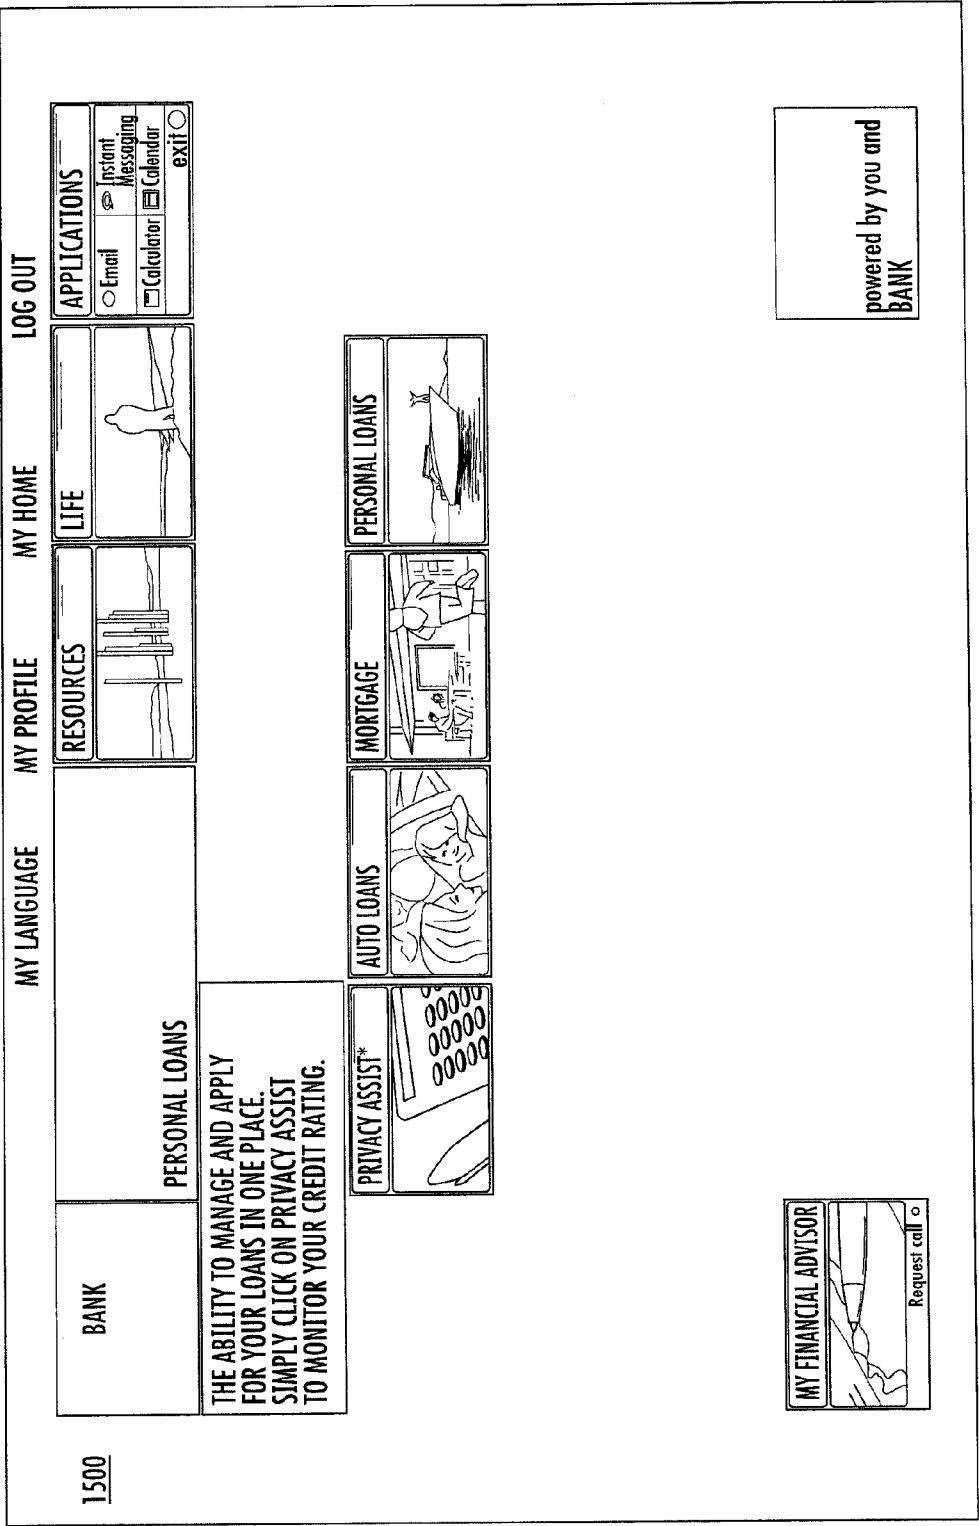 1500
MY LANGUAGE MY PROFILE MY HOME LOG OUT
BANK
PERSONAL LOANS
RESOURCES
LIFE
APPLICATIONS
Email
Instant
Messaging
Calculator
Calendar
exit
THE ABILITY TO MANAGE AND APPLY
FOR YOUR LOANS IN ONE PLACE.
SIMPLY CLICK ON PRIVACY ASSIST
TO MONITOR YOUR CREDIT RATING.
PRIVACY ASSIST*
AUTO LOANS
MORTGAGE
PERSONAL LOANS
MY FINANCIAL ADVISOR
Request call
powered by you and
BANK